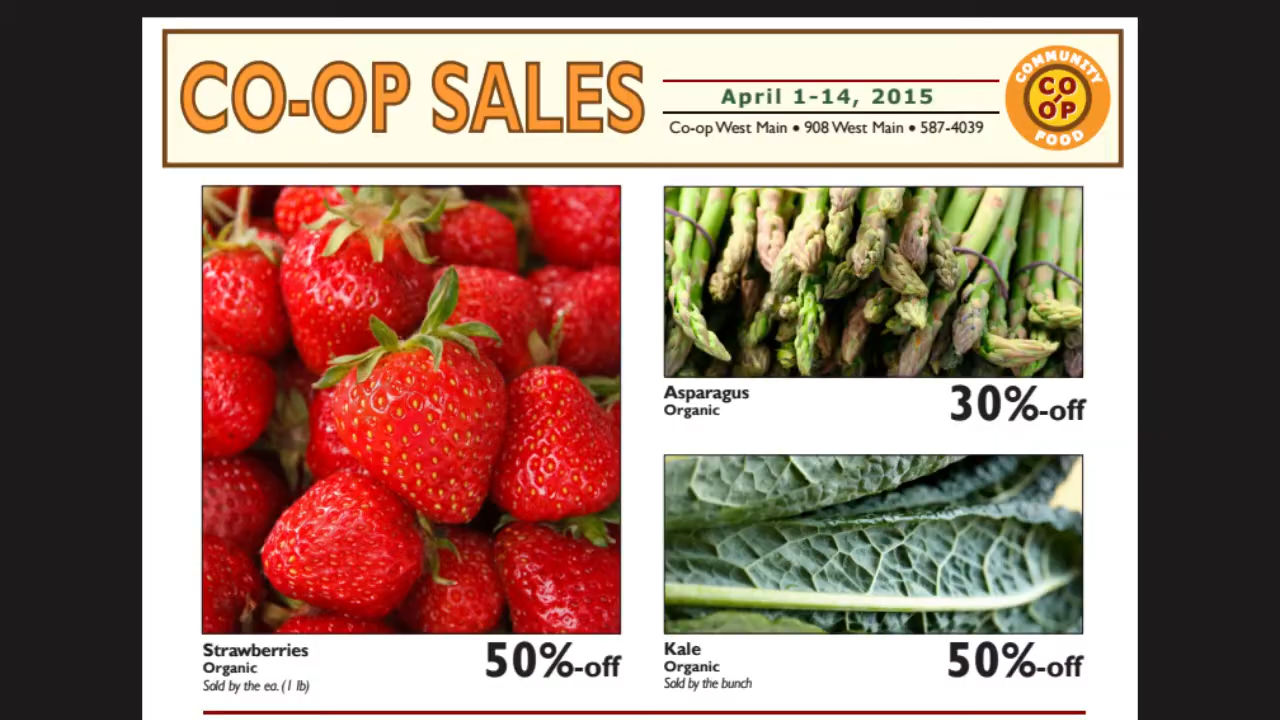 CO-OP SALES
April 1-14, 2015
Co-op West Main • 908 West Main • 587-4039
COMMUNITY
CO-OP
FOOD
Asparagus
Organic
30%-off
Strawberries
Organic
Sold by the ea. (1 lb)
50%-off
Kale
Organic
Sold by the bunch
50%-off